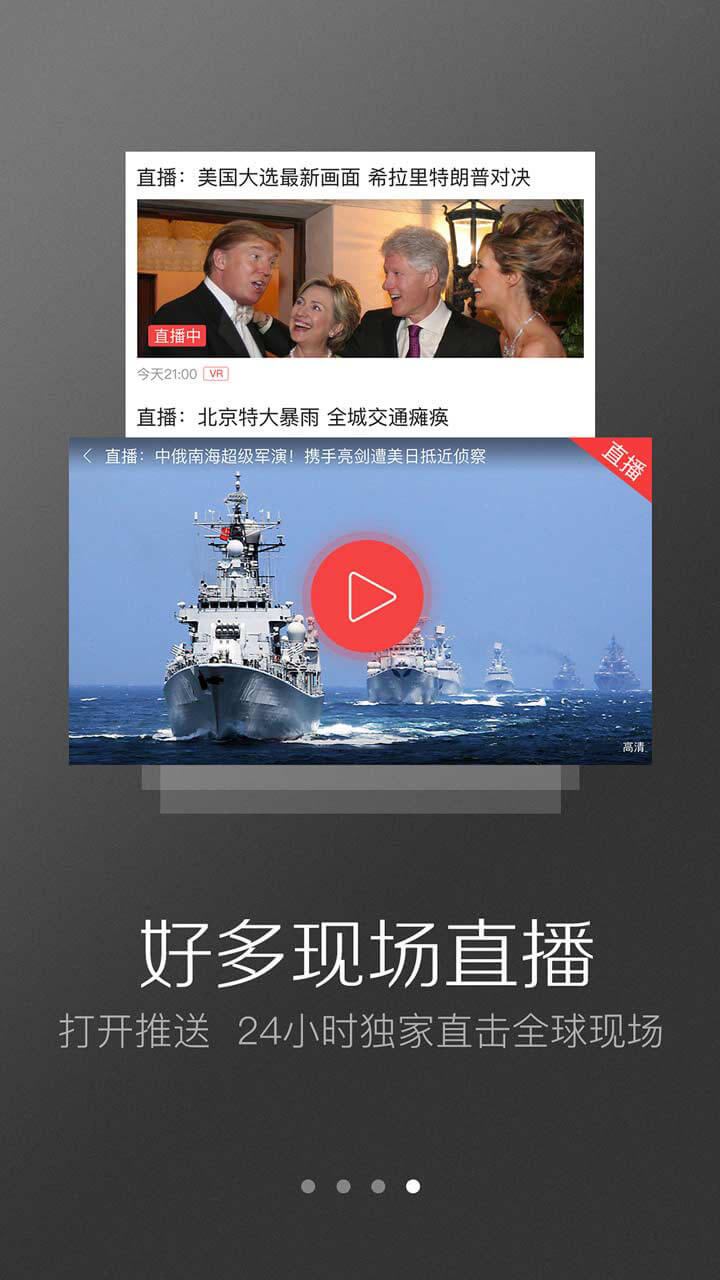 直播：美国大选最新画面 希拉里特朗普对决
直播中
今天21:00 VR
直播：北京特大暴雨 全城交通瘫痪
直播：中俄南海超级军演！携手亮剑遭美日抵近侦察
直播
高清
好多现场直播
打开推送 24小时独家直击全球现场